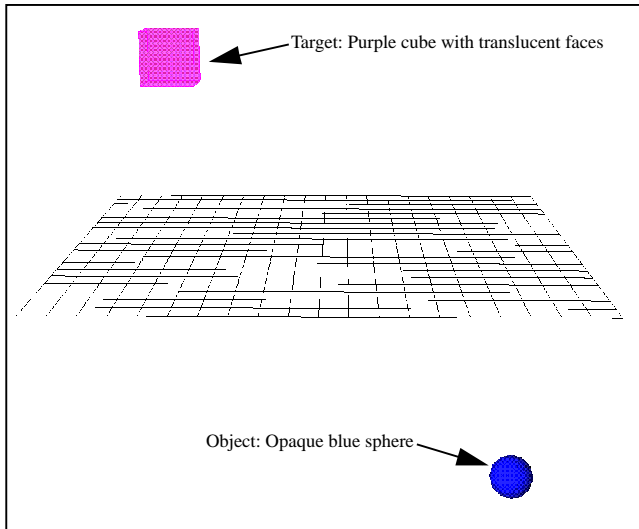 Target: Purple cube with translucent faces
Object: Opaque blue sphere